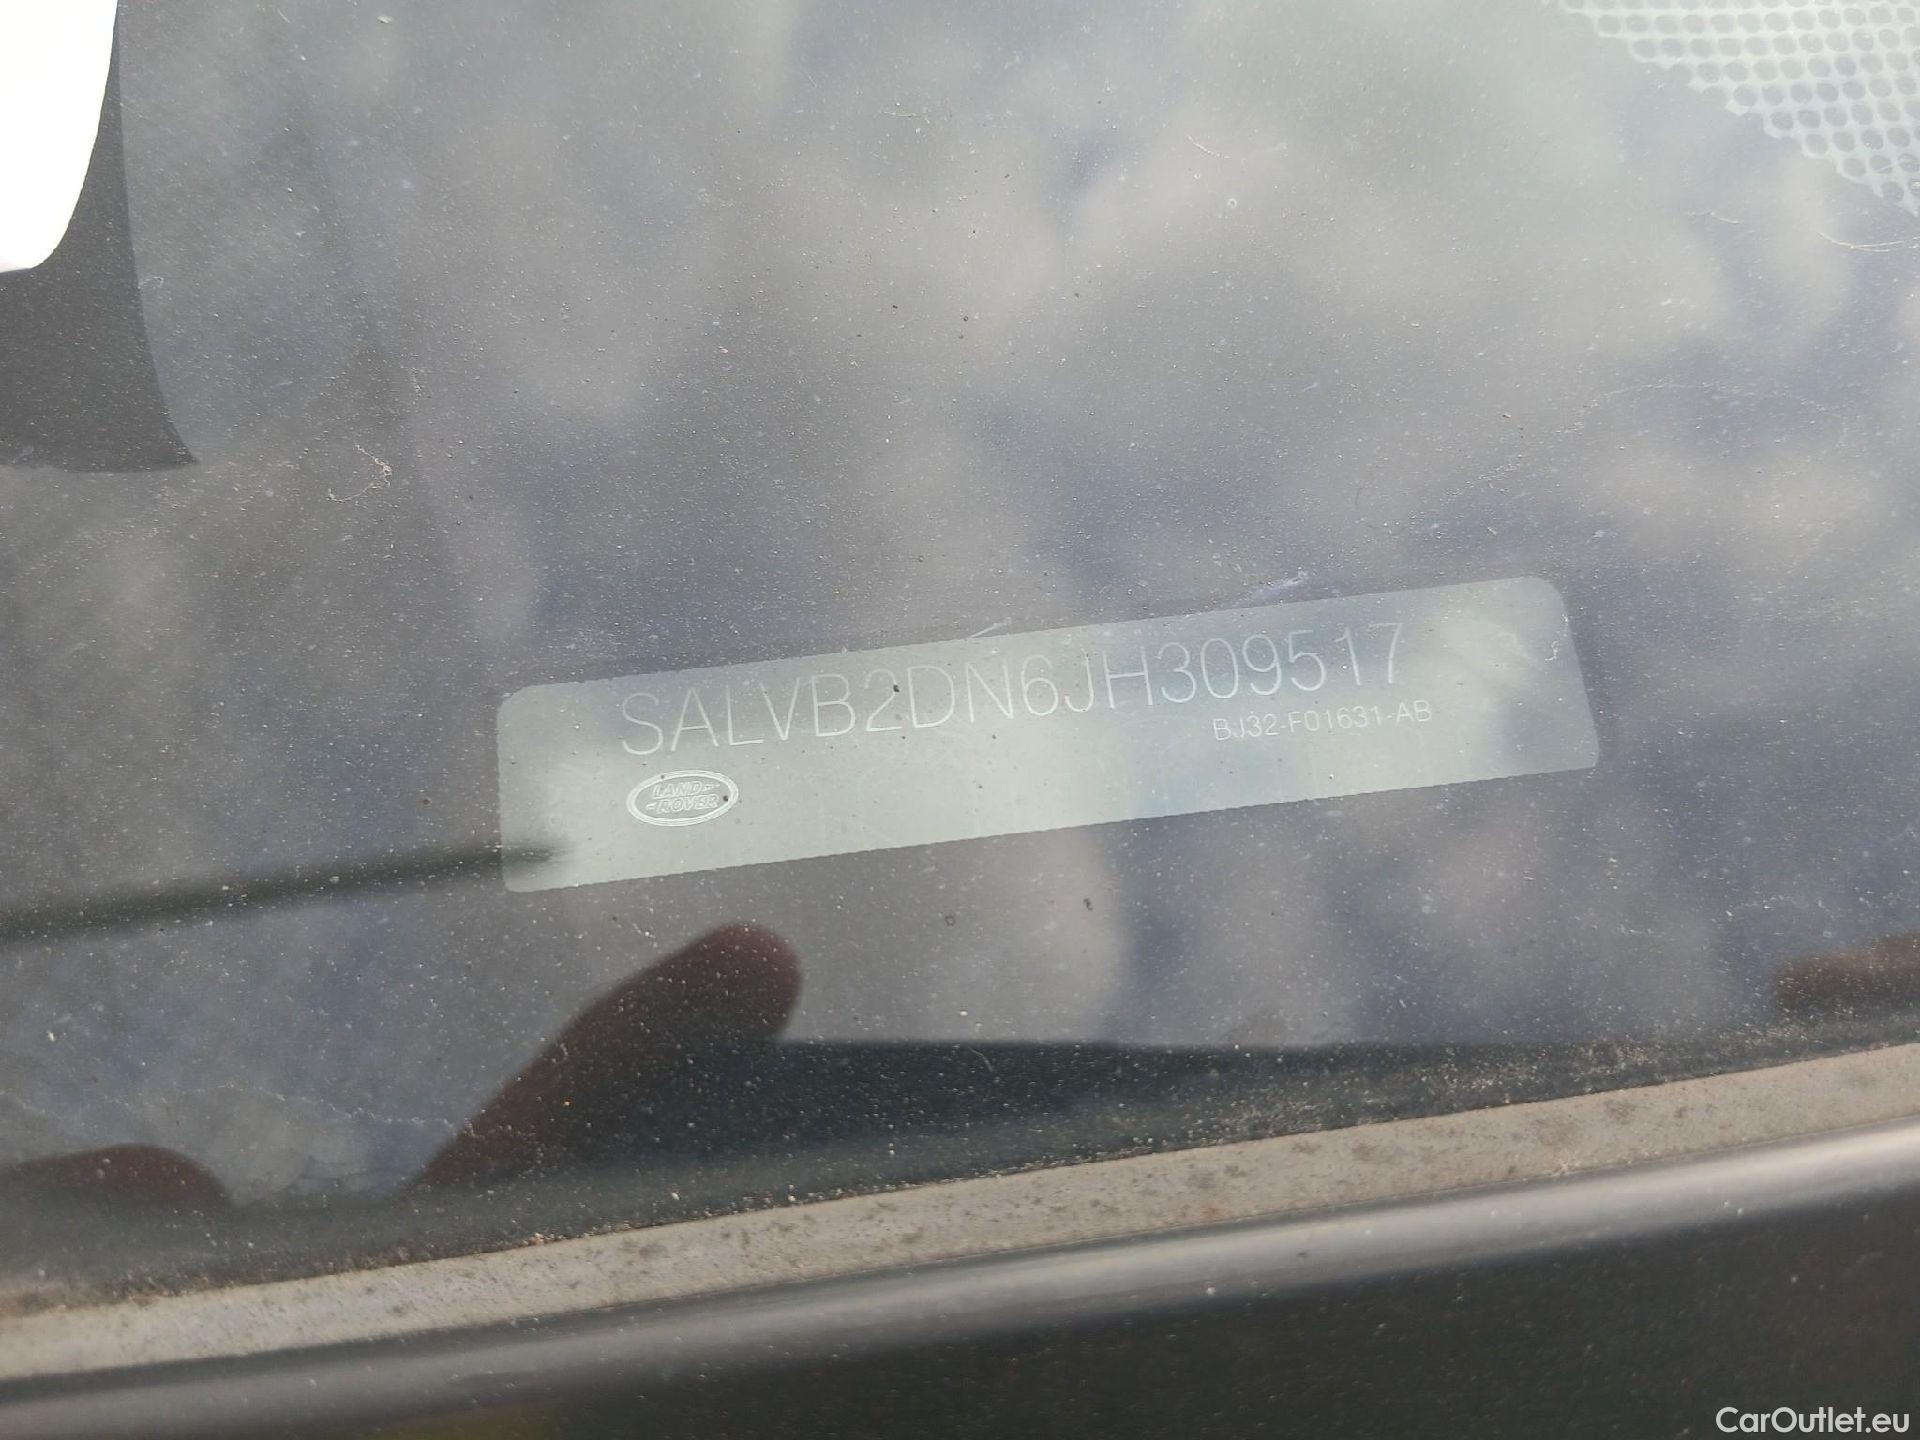 SALVB2DN6JH309517
BJ32-F01631-AB
LAND-
-ROVER
CarOutlet.eu